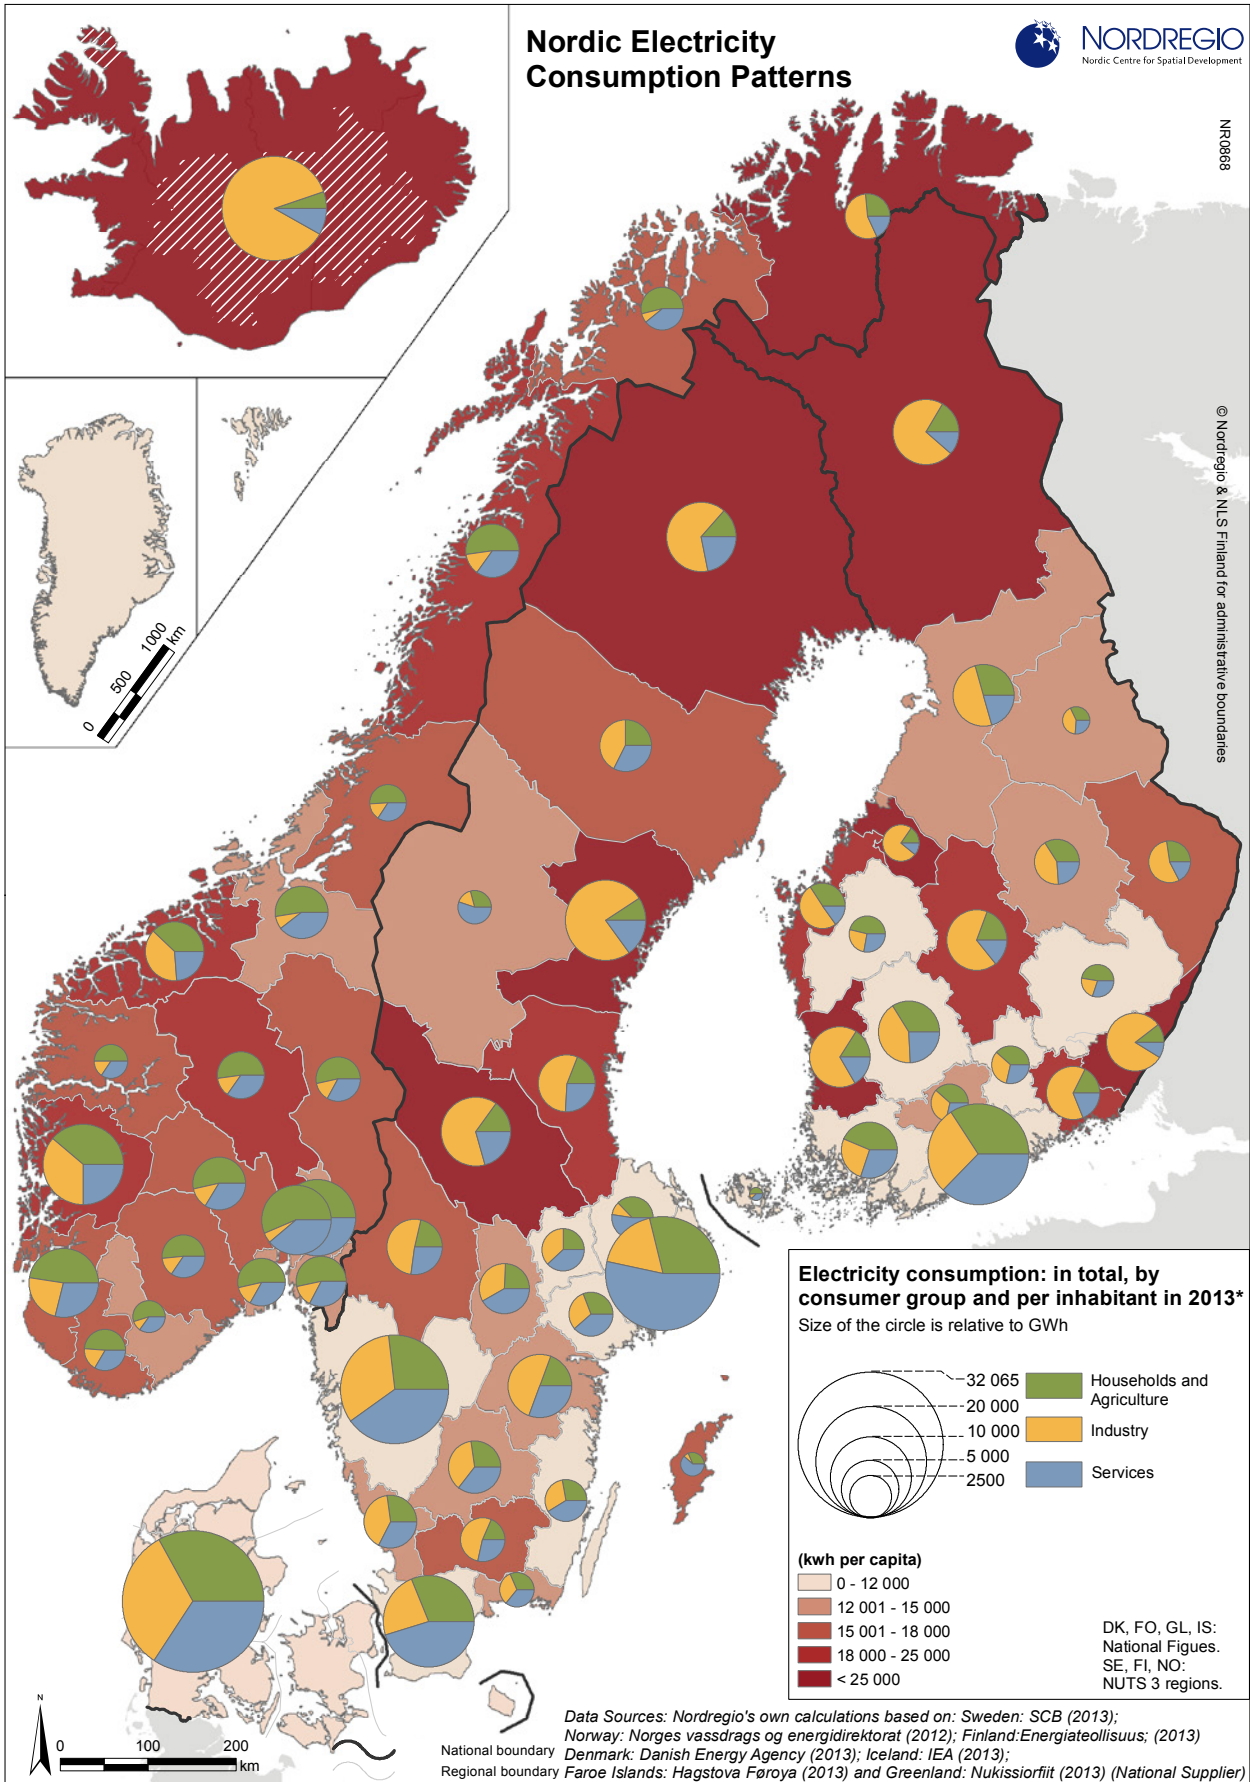 Nordic Electricity
Consumption Patterns
NORDREGIO
Nordic Centre for Spatial Development
NR0868
© Nordregio & NLS Finland for administrative boundaries
0 500 1000
km
Electricity consumption: in total, by
consumer group and per inhabitant in 2013*
Size of the circle is relative to GWh
32 065
20 000
10 000
5 000
2500
Households and
Agriculture
Industry
Services
(kwh per capita)
0 - 12 000
12 001 - 15 000
15 001 - 18 000
18 000 - 25 000
< 25 000
DK, FO, GL, IS:
National Figues.
SE, FI, NO:
NUTS 3 regions.
N
0 100 200
km
National boundary
Regional boundary
Data Sources: Nordregio's own calculations based on: Sweden: SCB (2013);
Norway: Norges vassdrags og energidirektorat (2012); Finland:Energiateollisuus; (2013)
Denmark: Danish Energy Agency (2013); Iceland: IEA (2013);
Faroe Islands: Hagstova Føroya (2013) and Greenland: Nukissiorfiit (2013) (National Supplier)